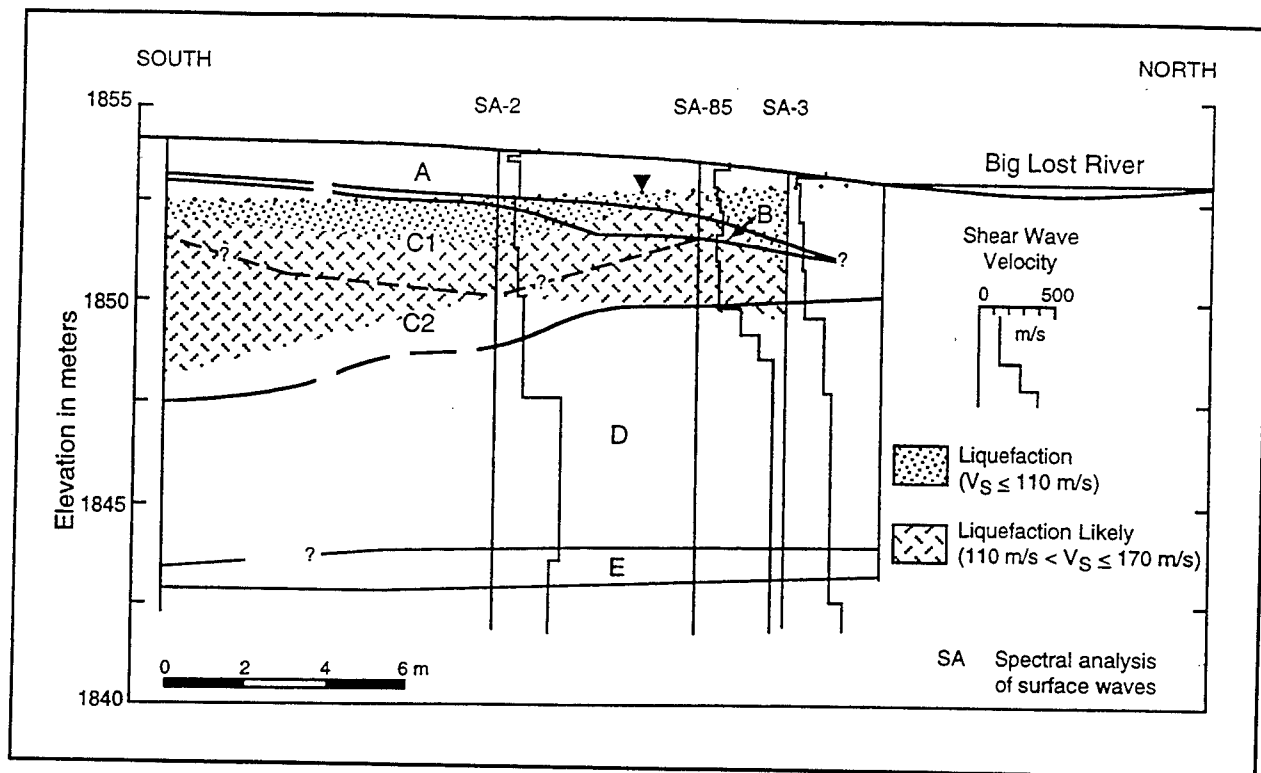 SOUTH
NORTH
1855
SA-2
SA-85
SA-3
A
Big Lost River
B
C1
?
?
?
Shear Wave
Velocity
0 500
m/s
1850
C2
Elevation in meters
D
Liquefaction
(VS ≤ 110 m/s)
1845
Liquefaction Likely
(110 m/s < VS ≤ 170 m/s)
?
E
0 2 4 6 m
SA Spectral analysis
of surface waves
1840